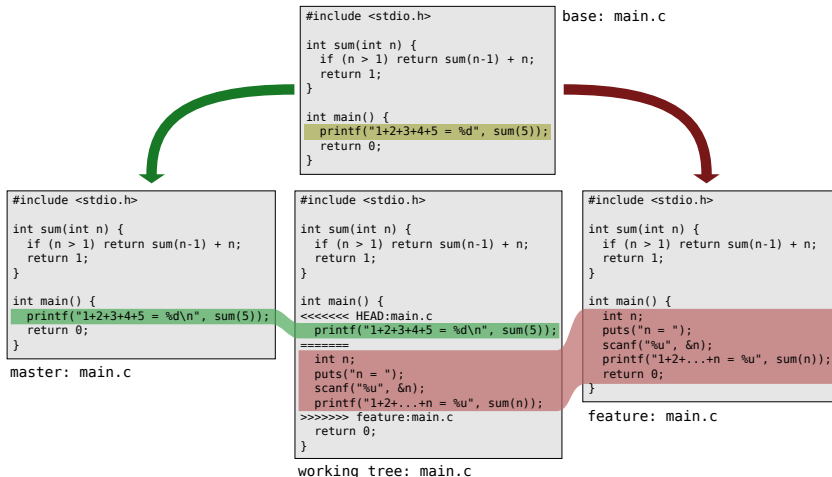 #include <stdio.h>
int sum(int n) {
  if (n > 1) return sum(n-1) + n;
  return 1;
}
int main() {
  printf("1+2+3+4+5 = %d", sum(5));
  return 0;
}
base: main.c
#include <stdio.h>
int sum(int n) {
  if (n > 1) return sum(n-1) + n;
  return 1;
}
int main() {
  printf("1+2+3+4+5 = %d\n", sum(5));
  return 0;
}
master: main.c
#include <stdio.h>
int sum(int n) {
  if (n > 1) return sum(n-1) + n;
  return 1;
}
int main() {
<<<<<<< HEAD:main.c
  printf("1+2+3+4+5 = %d\n", sum(5));
=======
  int n;
  puts("n = ");
  scanf("%u", &n);
  printf("1+2+...+n = %u", sum(n));
>>>>>>> feature:main.c
  return 0;
}
working tree: main.c
#include <stdio.h>
int sum(int n) {
  if (n > 1) return sum(n-1) + n;
  return 1;
}
int main() {
  int n;
  puts("n = ");
  scanf("%u", &n);
  printf("1+2+...+n = %u", sum(n));
  return 0;
}
feature: main.c